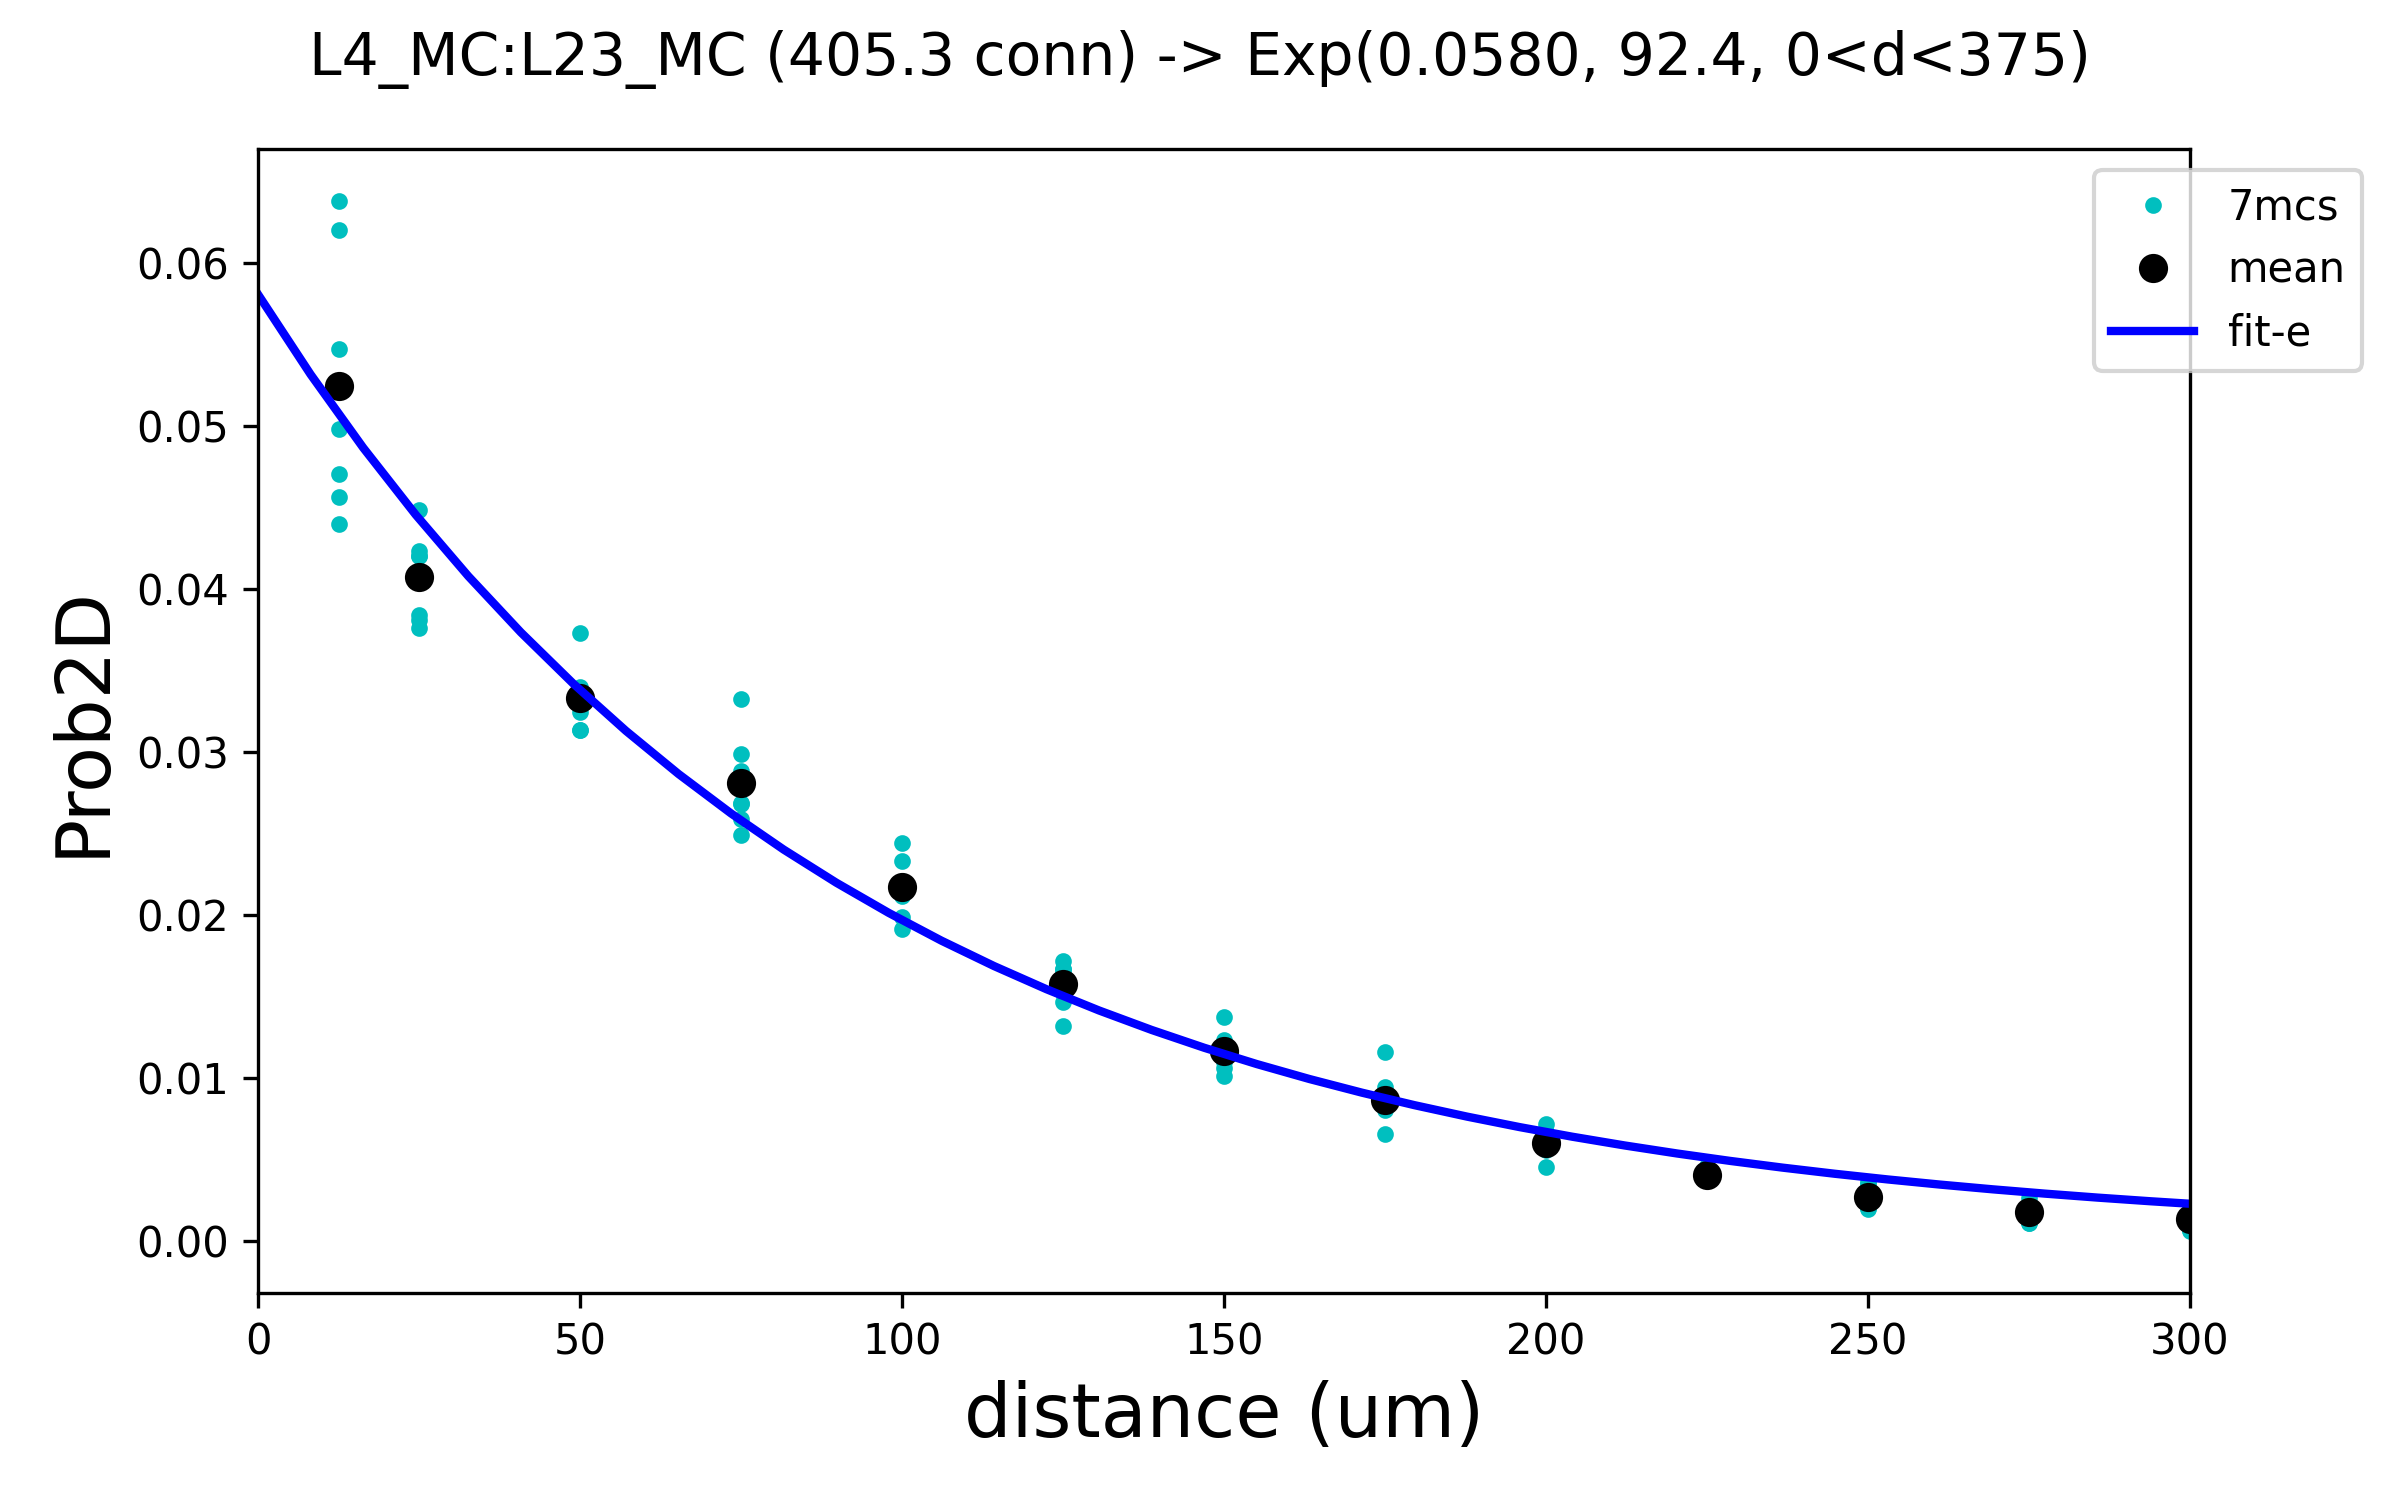 L4_MC:L23_MC (405.3 conn) -> Exp(0.0580, 92.4, 0<d<375)
7mcs
mean
fit-e
Prob2D
0.06
0.05
0.04
0.03
0.02
0.01
0.00
0 50 100 150 200 250 300
distance (um)